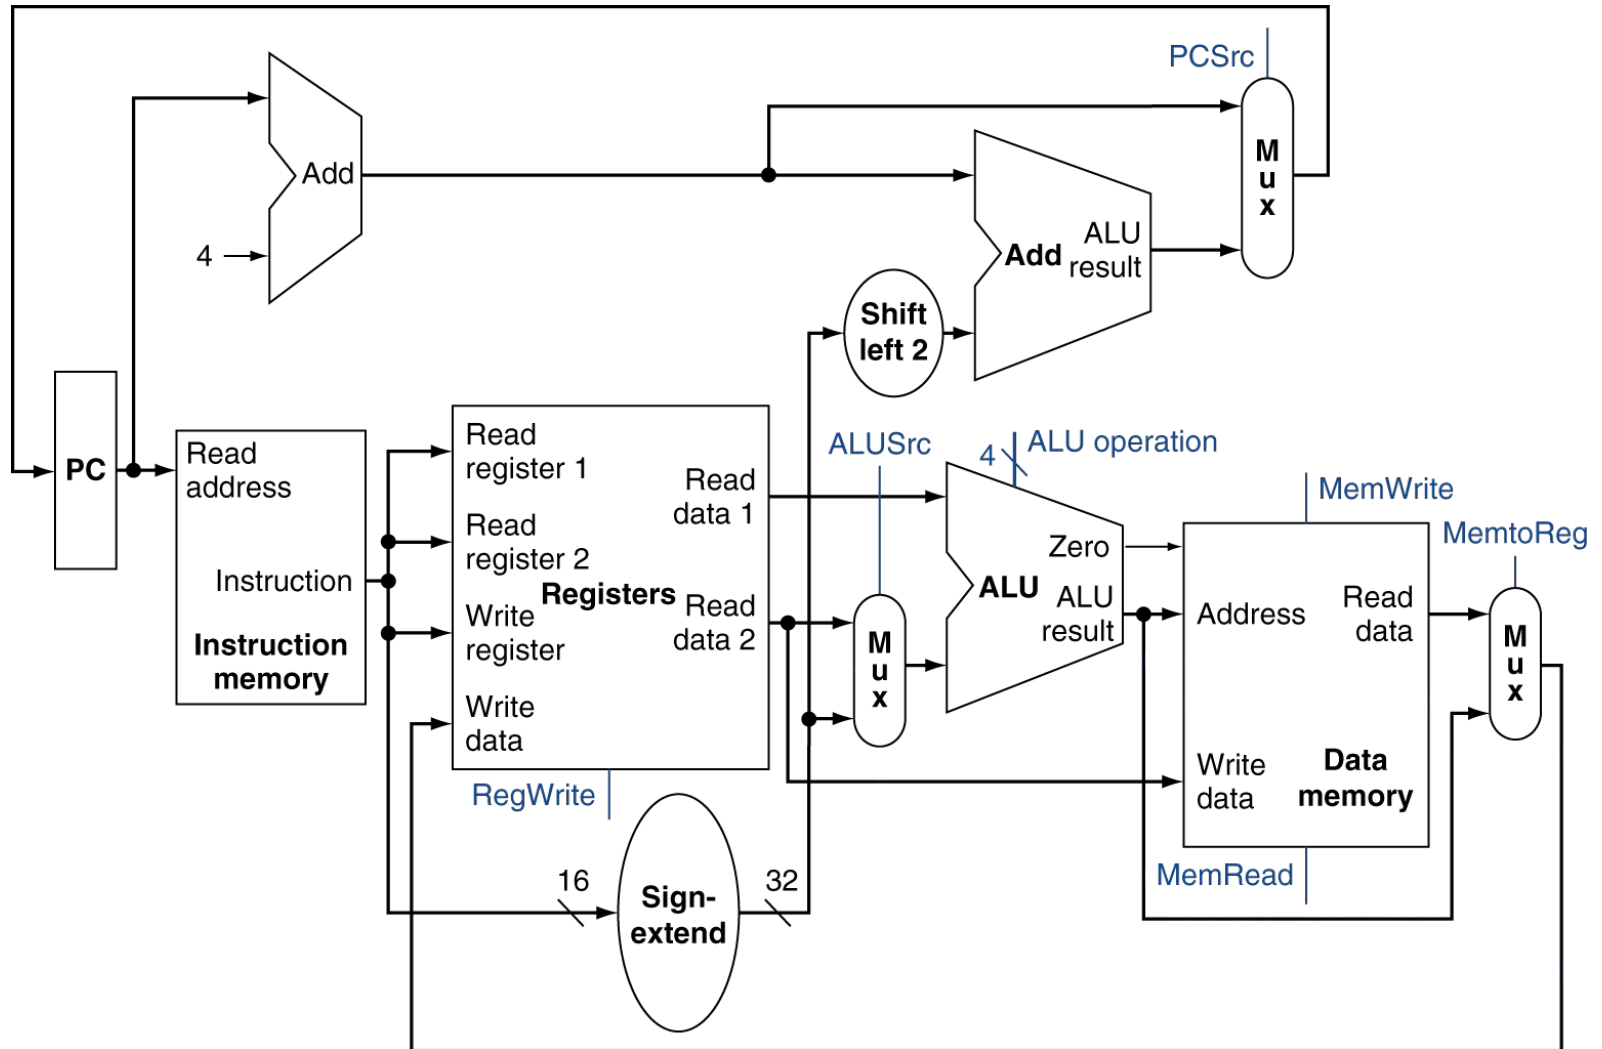 PCSrc
M
u
x
Add
ALU
result
Add
4
Shift
left 2
PC
Read
address
Instruction
Instruction
memory
Read
register 1
Read
register 2
Write
register
Write
data
Registers
Read
data 1
Read
data 2
RegWrite
16
Sign-
extend
32
ALUSrc
M
u
x
4
ALU operation
Zero
ALU
ALU
result
MemWrite
Address
Read
data
Write
data
Data
memory
MemRead
MemtoReg
M
u
x